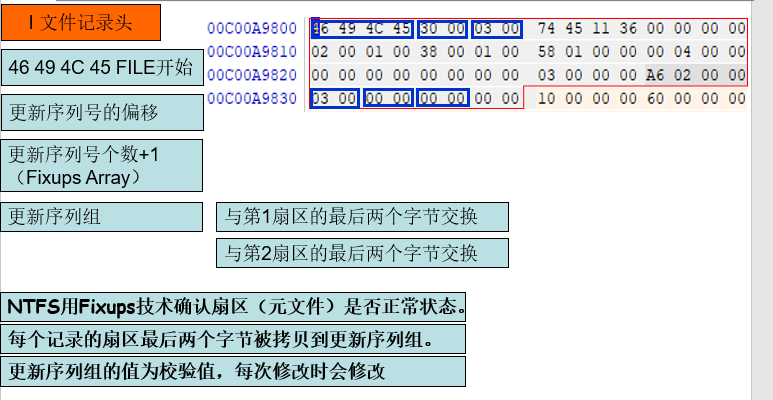 I 文件记录头
46 49 4C 45 FILE开始
更新序列号的偏移
更新序列号个数+1
（Fixups Array）
更新序列组
00C00A9800 46 49 4C 45 30 00 03 00 74 45 11 36 00 00 00 00
00C00A9810 02 00 01 00 38 00 01 00 58 01 00 00 00 04 00 00
00C00A9820 00 00 00 00 00 00 00 00 03 00 00 00 A6 02 00 00
00C00A9830 03 00 00 00 00 00 00 00 10 00 00 00 60 00 00 00
与第1扇区的最后两个字节交换
与第2扇区的最后两个字节交换
NTFS用Fixups技术确认扇区（元文件）是否正常状态。
每个记录的扇区最后两个字节被拷贝到更新序列组。
更新序列组的值为校验值，每次修改时会修改